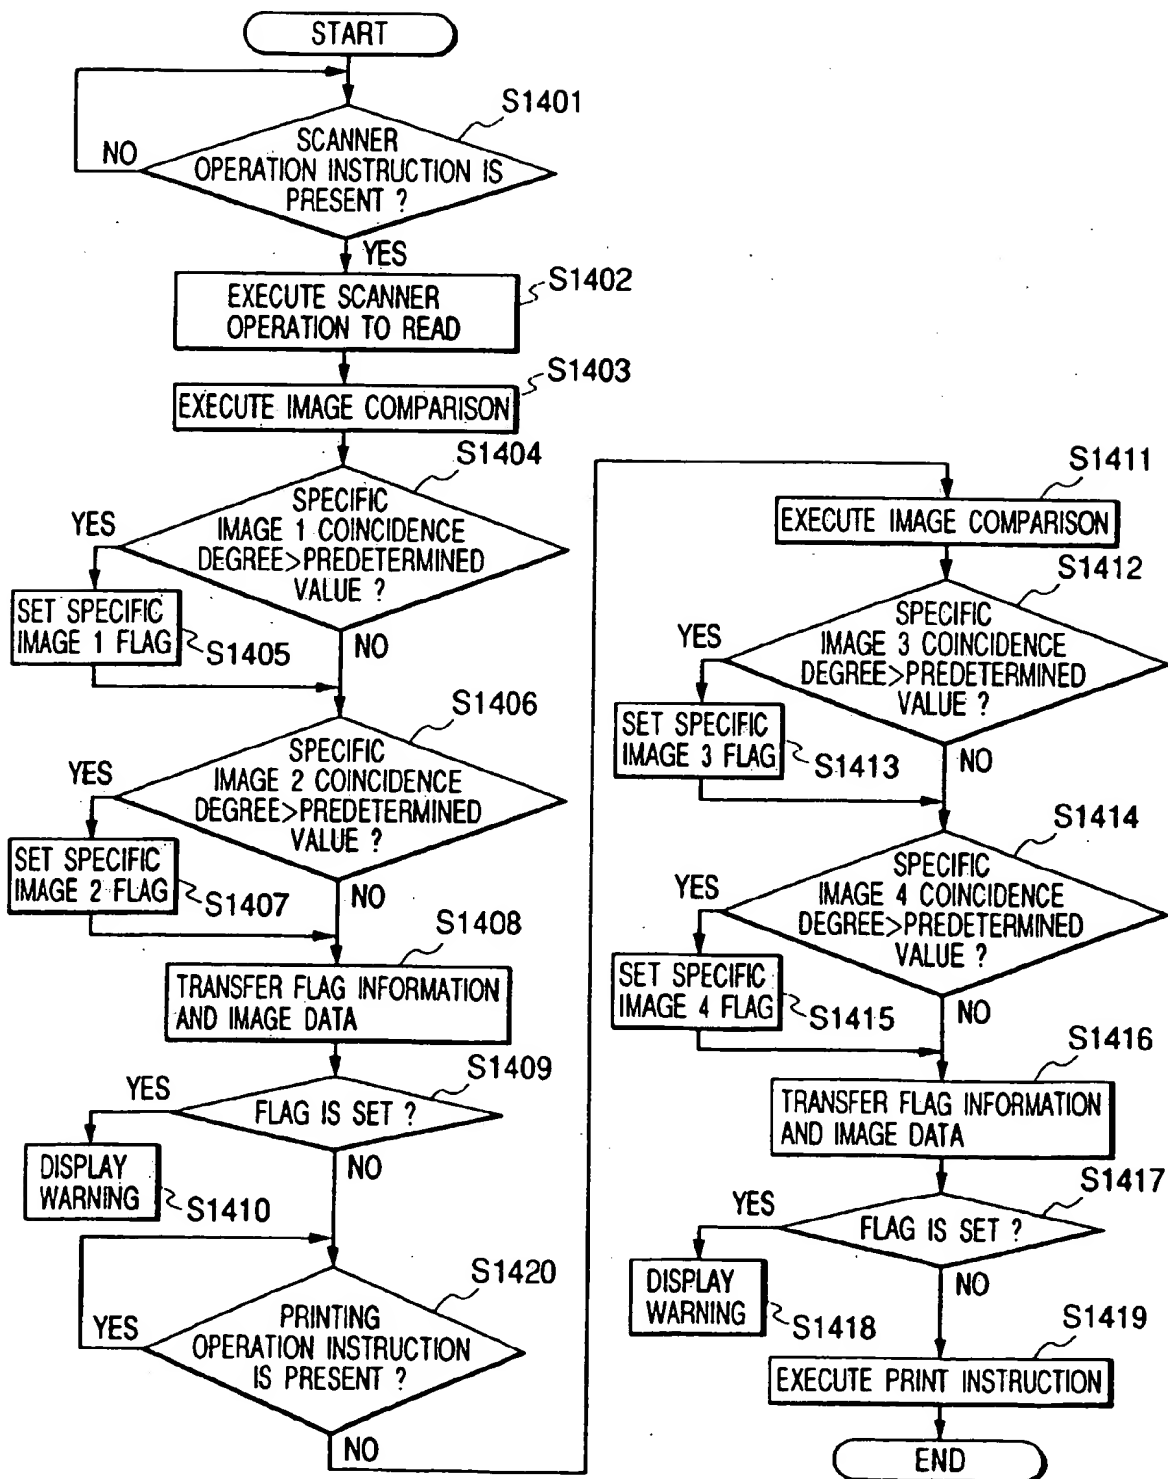 START
S1401
SCANNER
OPERATION INSTRUCTION IS
PRESENT ?
NO
YES
S1402
EXECUTE SCANNER
OPERATION TO READ
S1403
EXECUTE IMAGE COMPARISON
S1404
SPECIFIC
IMAGE 1 COINCIDENCE
DEGREE>PREDETERMINED
VALUE ?
YES
SET SPECIFIC
IMAGE 1 FLAG
S1405
NO
S1406
SPECIFIC
IMAGE 2 COINCIDENCE
DEGREE>PREDETERMINED
VALUE ?
YES
SET SPECIFIC
IMAGE 2 FLAG
S1407
NO
S1408
TRANSFER FLAG INFORMATION
AND IMAGE DATA
S1409
YES
FLAG IS SET ?
NO
DISPLAY
WARNING
S1410
S1420
PRINTING
OPERATION INSTRUCTION
IS PRESENT ?
YES
NO
S1411
EXECUTE IMAGE COMPARISON
S1412
SPECIFIC
IMAGE 3 COINCIDENCE
DEGREE>PREDETERMINED
VALUE ?
YES
SET SPECIFIC
IMAGE 3 FLAG
S1413
NO
S1414
SPECIFIC
IMAGE 4 COINCIDENCE
DEGREE>PREDETERMINED
VALUE ?
YES
SET SPECIFIC
IMAGE 4 FLAG
S1415
NO
S1416
TRANSFER FLAG INFORMATION
AND IMAGE DATA
S1417
YES
FLAG IS SET ?
NO
DISPLAY
WARNING
S1418
S1419
EXECUTE PRINT INSTRUCTION
END